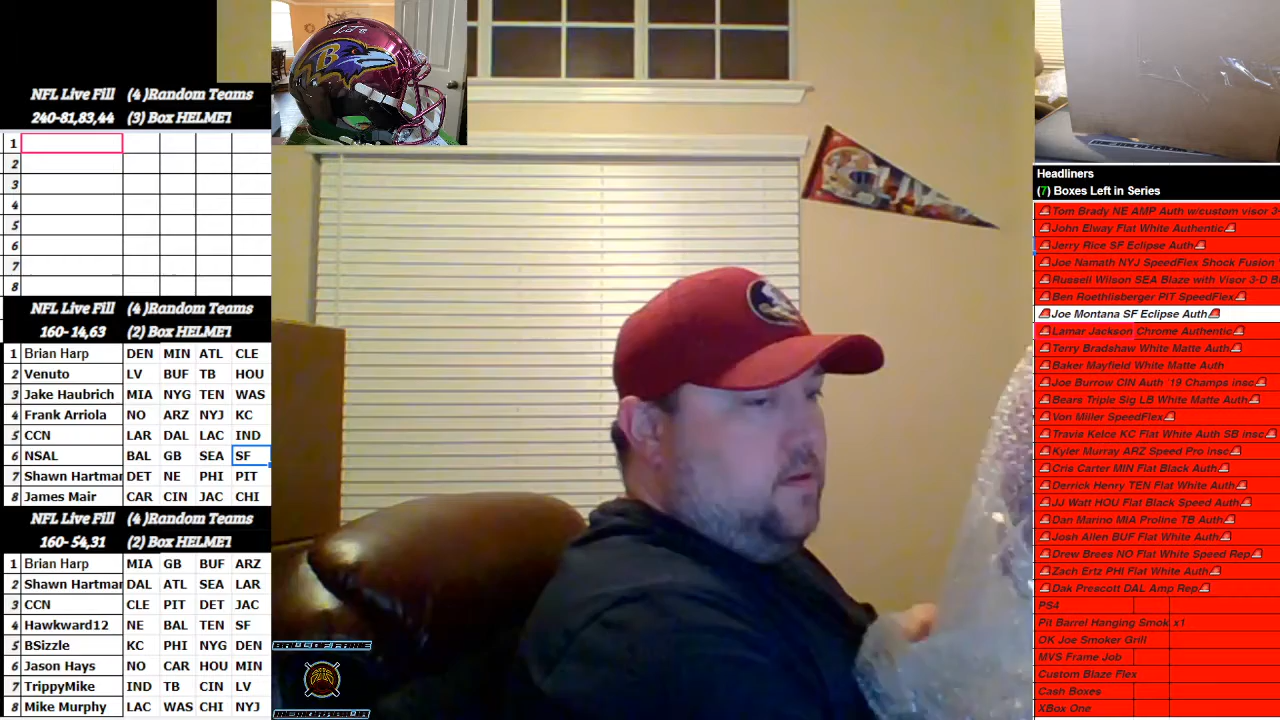 NFL Live Fill (4 )Random Teams
240-81,83,44 (3) Box HELMET
1
2
3
4
5
6
7
8
NFL Live Fill (4 )Random Teams
160- 14,63 (2) Box HELMET
1 Brian Harp DEN MIN ATL CLE
2 Venuto LV BUF TB HOU
3 Jake Haubrich MIA NYG TEN WAS
4 Frank Arriola NO ARZ NYJ KC
5 CCN LAR DAL LAC IND
6 NSAL BAL GB SEA SF
7 Shawn Hartmar DET NE PHI PIT
8 James Mair CAR CIN JAC CHI
NFL Live Fill (4 )Random Teams
160- 54,31 (2) Box HELMET
1 Brian Harp MIA GB BUF ARZ
2 Shawn Hartmar DAL ATL SEA LAR
3 CCN CLE PIT DET JAC
4 Hawkward12 NE BAL TEN SF
5 BSizzle KC PHI NYG DEN
6 Jason Hays NO CAR HOU MIN
7 TrippyMike IND TB CIN LV
8 Mike Murphy LAC WAS CHI NYJ
BALL OF FAME
MEMORABILIA
Headliners
(7) Boxes Left in Series
Tom Brady NE AMP Auth w/custom visor 3-
John Elway Flat White Authentic
Jerry Rice SF Eclipse Auth
Joe Namath NYJ SpeedFlex Shock Fusion
Russell Wilson SEA Blaze with Visor 3-D B
Ben Roethlisberger PIT SpeedFlex
Joe Montana SF Eclipse Auth
Lamar Jackson Chrome Authentic
Terry Bradshaw White Matte Auth
Baker Mayfield White Matte Auth
Joe Burrow CIN Auth '19 Champs insc
Bears Triple Sig LB White Matte Auth
Von Miller SpeedFlex
Travis Kelce KC Flat White Auth SB insc
Kyler Murray ARZ Speed Pro insc
Cris Carter MIN Flat Black Auth
Derrick Henry TEN Flat White Auth
JJ Watt HOU Flat Black Speed Auth
Dan Marino MIA Proline TB Auth
Josh Allen BUF Flat White Auth
Drew Brees NO Flat White Speed Rep
Zach Ertz PHI Flat White Auth
Dak Prescott DAL Amp Rep
PS4
Pit Barrel Hanging Smok x1
OK Joe Smoker Grill
MVS Frame Job
Custom Blaze Flex
Cash Boxes
XBox One